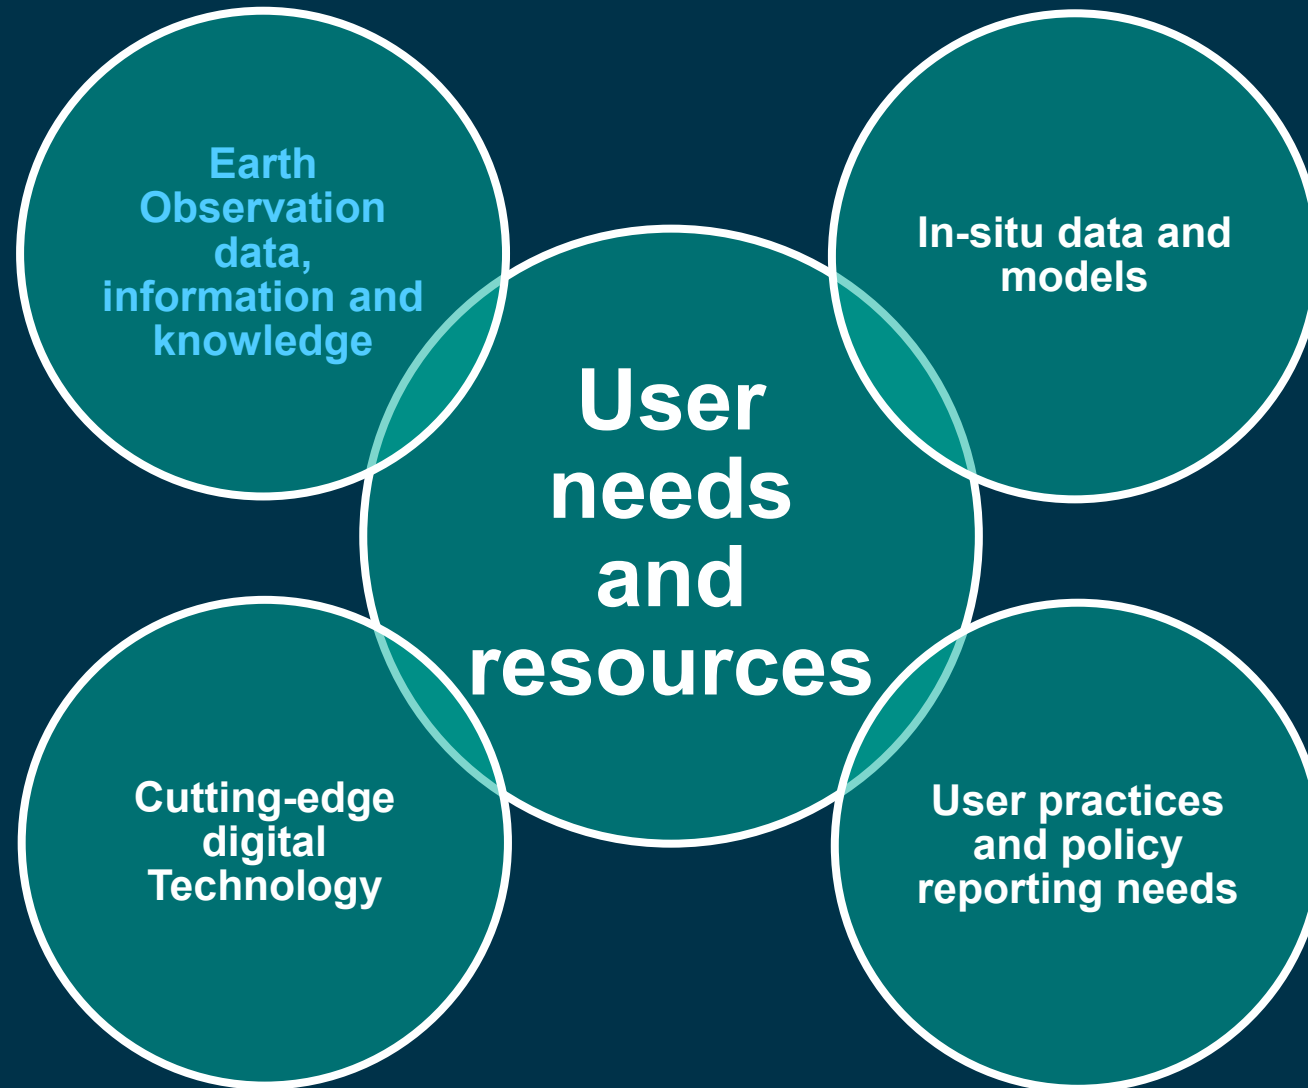 Earth
Observation
data,
information and
knowledge
In-situ data and
models
User
needs
and
resources
Cutting-edge
digital
Technology
User practices
and policy
reporting needs